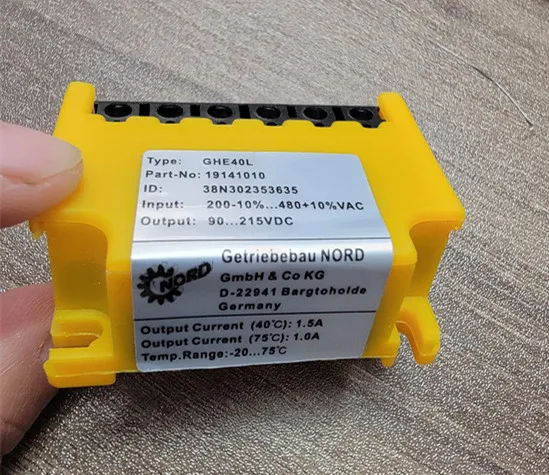 Type: GHE40L
Part-No: 19141010
ID: 38N302353635
Input: 200-10%...480+10%VAC
Output: 90...215VDC
NORD
Getriebebau NORD
GmbH & Co KG
D-22941 Bargtoholde
Germany
Output Current (40℃): 1.5A
Output Current (75℃): 1.0A
Temp.Range:-20...75℃